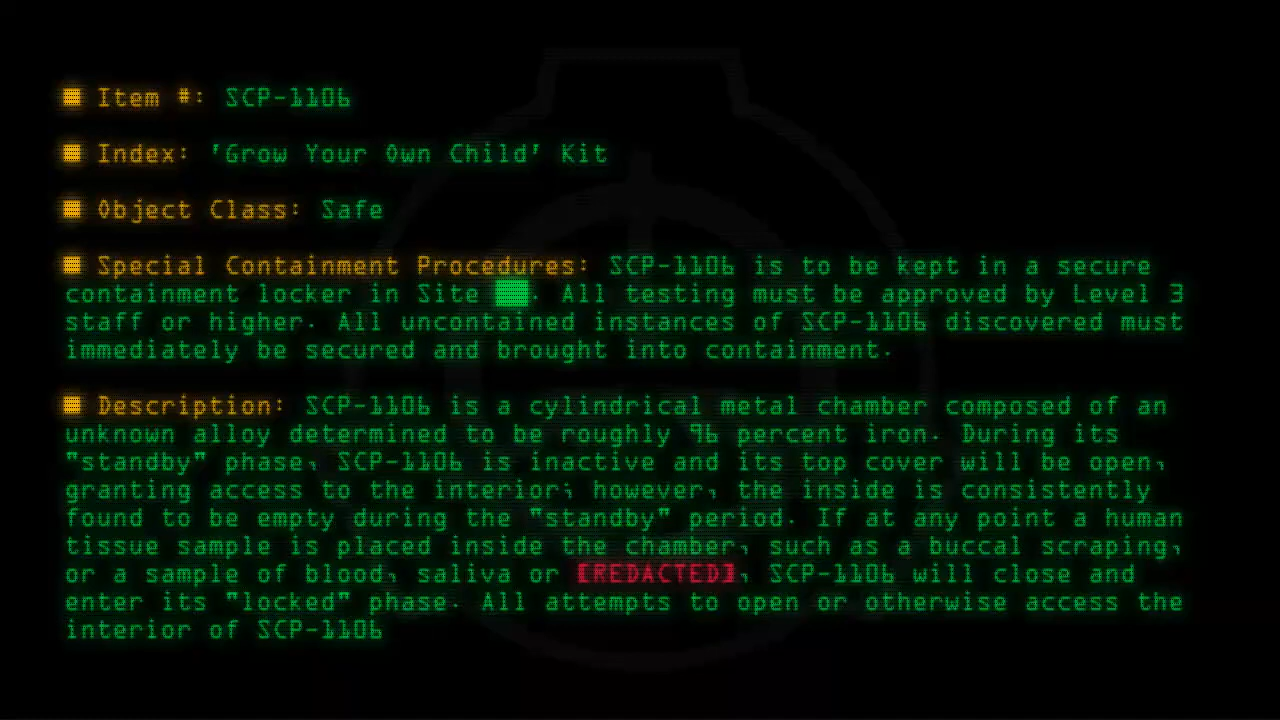 ■ Item #: SCP-1106
■ Index: 'Grow Your Own Child' Kit
■ Object Class: Safe
■ Special Containment Procedures: SCP-1106 is to be kept in a secure
containment locker in Site ██. All testing must be approved by Level 3
staff or higher. All uncontained instances of SCP-1106 discovered must
immediately be secured and brought into containment.
■ Description: SCP-1106 is a cylindrical metal chamber composed of an
unknown alloy determined to be roughly 96 percent iron. During its
"standby" phase, SCP-1106 is inactive and its top cover will be open,
granting access to the interior; however, the inside is consistently
found to be empty during the "standby" period. If at any point a human
tissue sample is placed inside the chamber, such as a buccal scraping,
or a sample of blood, saliva or [REDACTED], SCP-1106 will close and
enter its "locked" phase. All attempts to open or otherwise access the
interior of SCP-1106